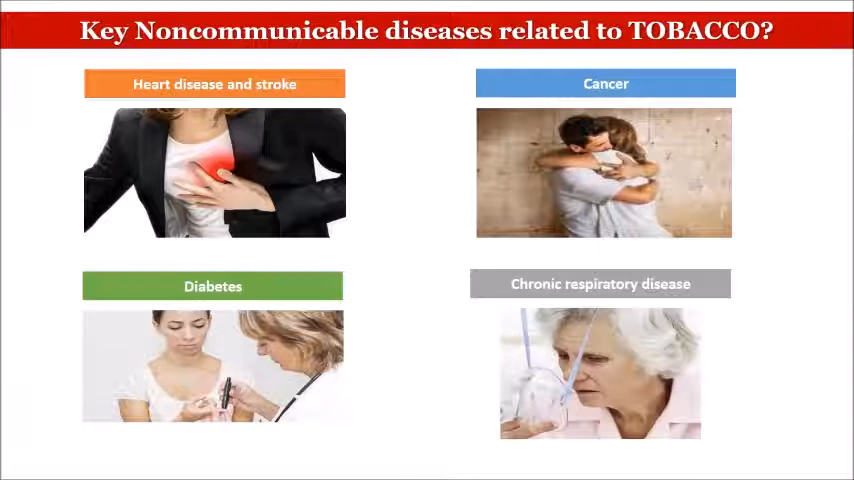 Key Noncommunicable diseases related to TOBACCO?
Heart disease and stroke
Cancer
Diabetes
Chronic respiratory disease